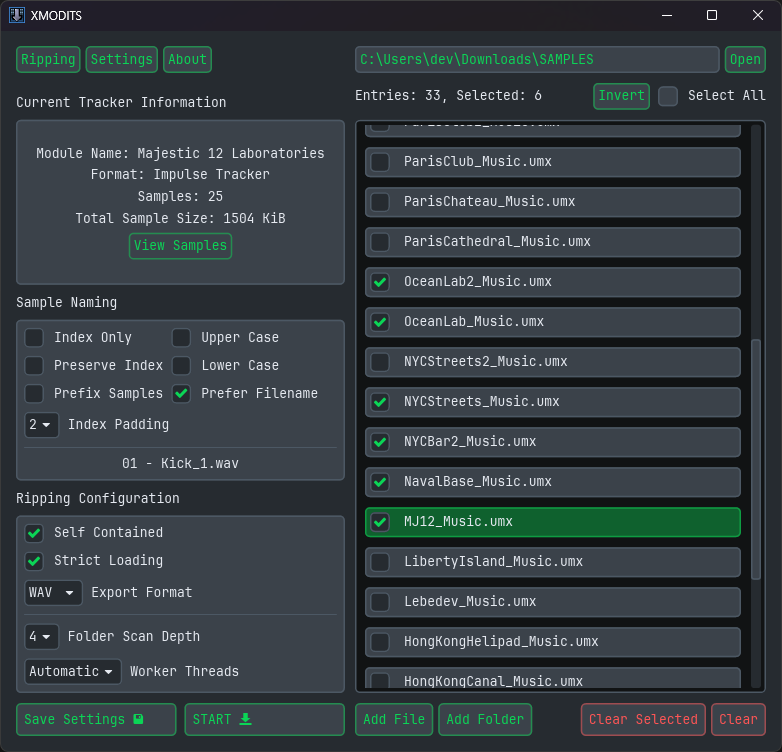 XMODITS
Ripping Settings About
Current Tracker Information
Module Name: Majestic 12 Laboratories
Format: Impulse Tracker
Samples: 25
Total Sample Size: 1504 KiB
View Samples
Sample Naming
Index Only Upper Case
Preserve Index Lower Case
Prefix Samples Prefer Filename
2 Index Padding
01 - Kick_1.wav
Ripping Configuration
Self Contained
Strict Loading
WAV Export Format
4 Folder Scan Depth
Automatic Worker Threads
Save Settings START
C:\Users\dev\Downloads\SAMPLES Open
Entries: 33, Selected: 6 Invert Select All
ParisClub_Music.umx
ParisChateau_Music.umx
ParisCathedral_Music.umx
OceanLab2_Music.umx
OceanLab_Music.umx
NYCStreets2_Music.umx
NYCStreets_Music.umx
NYCBar2_Music.umx
NavalBase_Music.umx
MJ12_Music.umx
LibertyIsland_Music.umx
Lebedev_Music.umx
HongKongHelipad_Music.umx
HongKongCanal_Music.umx
Add File Add Folder Clear Selected Clear